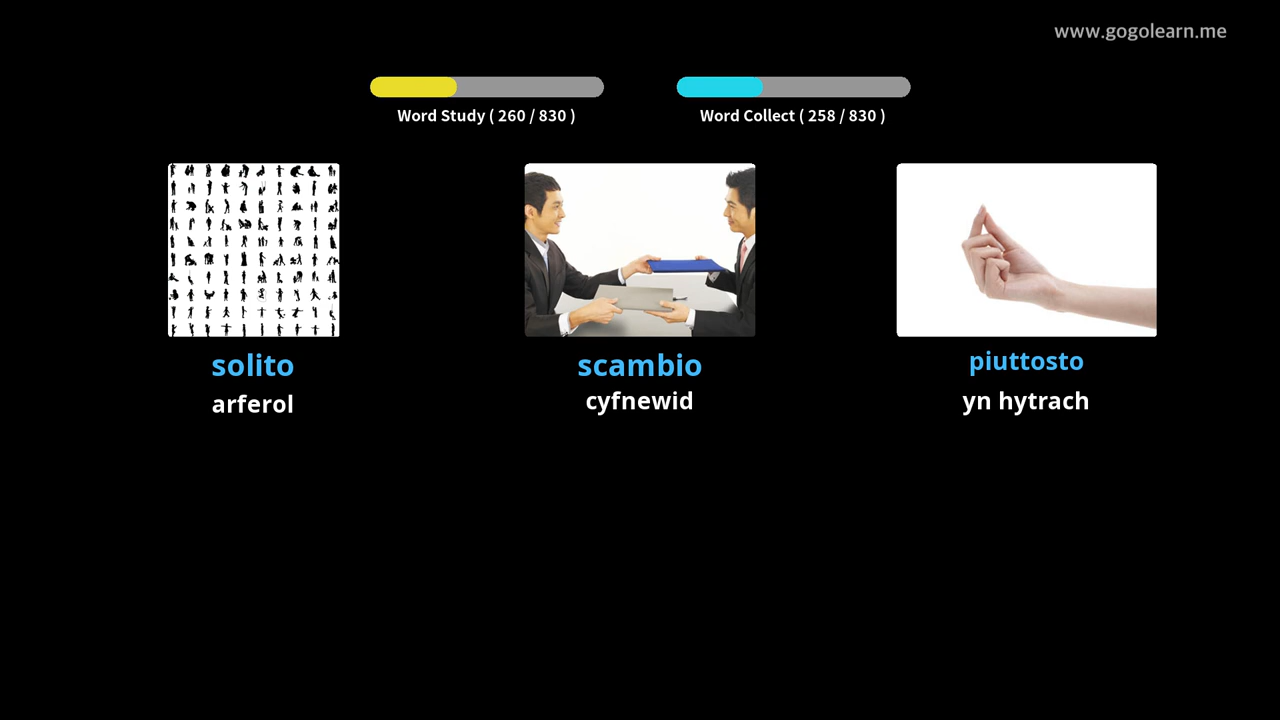 www.gogolearn.me
Word Study ( 260 / 830 )
Word Collect ( 258 / 830 )
solito
arferol
scambio
cyfnewid
piuttosto
yn hytrach